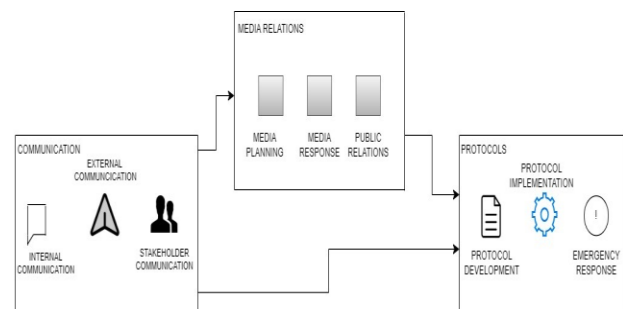 MEDIA RELATIONS
MEDIA
PLANNING
MEDIA
RESPONSE
PUBLIC
RELATIONS
COMMUNICATION
EXTERNAL
COMMUNCICATION
INTERNAL
COMMUNICATION
STAKEHOLDER
COMMUNICATION
PROTOCOLS
PROTOCOL
IMPLEMENTATION
PROTOCOL
DEVELOPMENT
!
EMERGENCY
RESPONSE